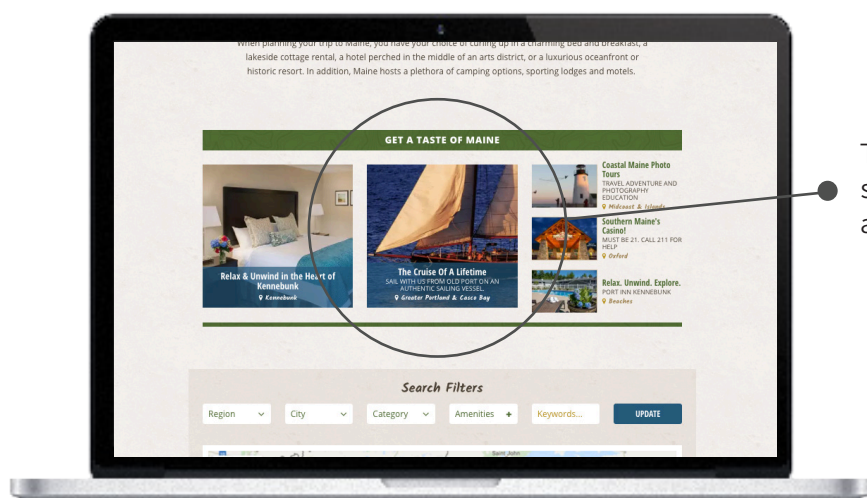 When planning your trip to Maine, you have your choice of curling up in a charming bed and breakfast, a
lakeside cottage rental, a hotel perched in the middle of an arts district, or a luxurious oceanfront or
historic resort. In addition, Maine hosts a plethora of camping options, sporting lodges and motels.
GET A TASTE OF MAINE
Relax & Unwind in the Heart of
Kennebunk
Kennebunk
The Cruise Of A Lifetime
SAIL WITH US FROM OLD PORT ON AN
AUTHENTIC SAILING VESSEL.
Greater Portland & Casco Bay
Coastal Maine Photo
Tours
TRAVEL ADVENTURE AND
PHOTOGRAPHY
EDUCATION
Midcoast & Islands
Southern Maine's
Casino!
MUST BE 21. CALL 211 FOR
HELP
Oxford
Relax. Unwind. Explore.
PORT INN KENNEBUNK
Beaches
Search Filters
Region
City
Category
Amenities +
Keywords...
UPDATE
Saint John